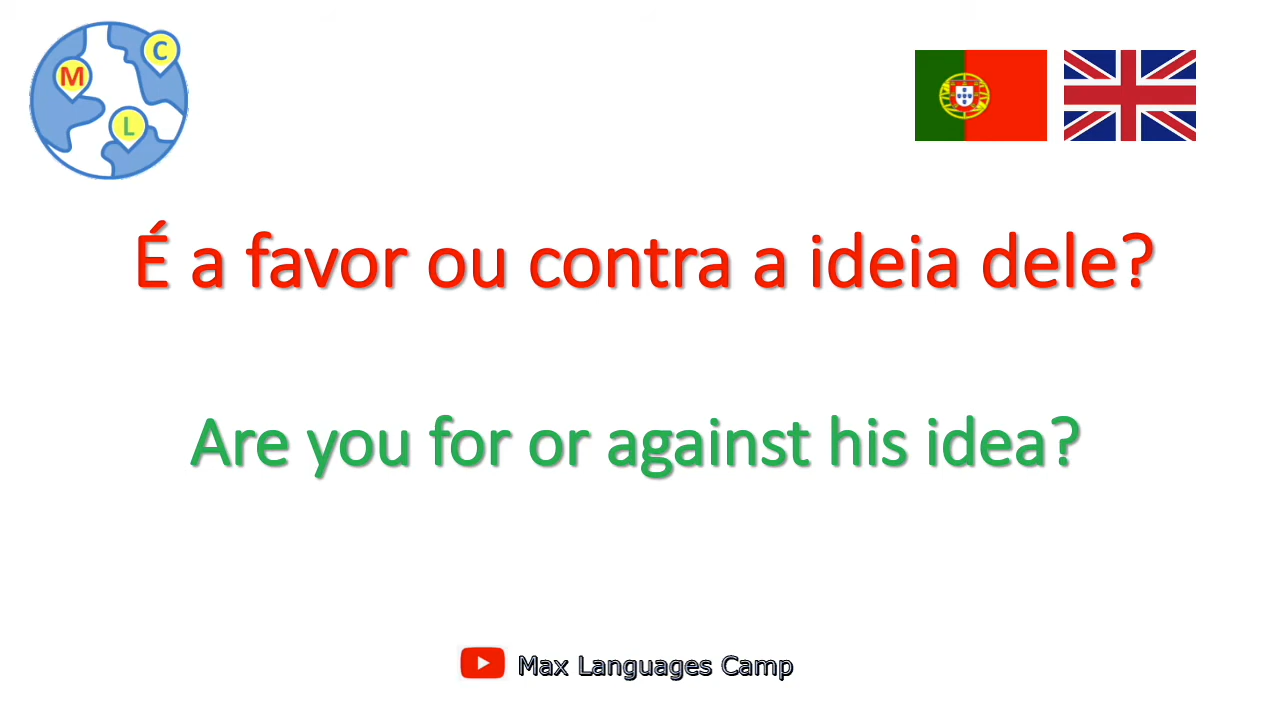 M
C
L
É a favor ou contra a ideia dele?
Are you for or against his idea?
Max Languages Camp